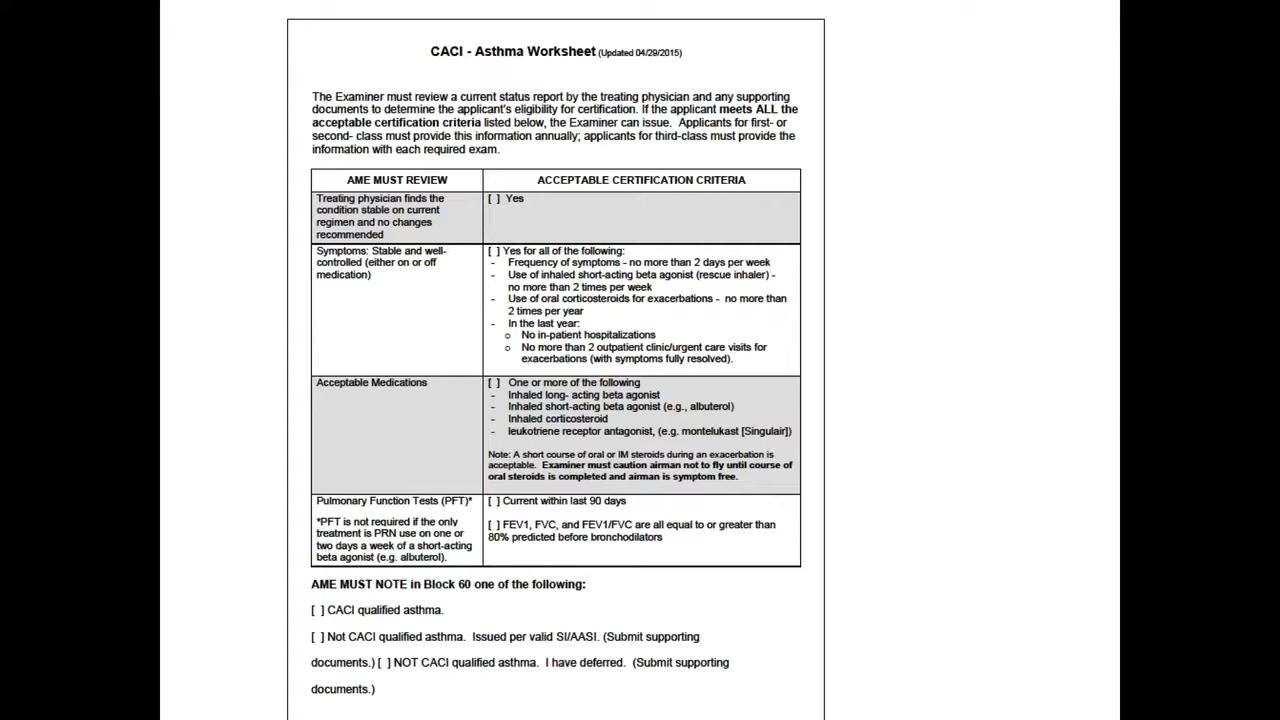 CACI - Asthma Worksheet (Updated 04/29/2015)
The Examiner must review a current status report by the treating physician and any supporting
documents to determine the applicant's eligibility for certification. If the applicant meets ALL the
acceptable certification criteria listed below, the Examiner can issue. Applicants for first- or
second- class must provide this information annually; applicants for third-class must provide the
information with each required exam.
AME MUST REVIEW
ACCEPTABLE CERTIFICATION CRITERIA
Treating physician finds the
condition stable on current
regimen and no changes
recommended
[ ] Yes
Symptoms: Stable and well-
controlled (either on or off
medication)
[ ] Yes for all of the following:
- Frequency of symptoms - no more than 2 days per week
- Use of inhaled short-acting beta agonist (rescue inhaler) -
no more than 2 times per week
- Use of oral corticosteroids for exacerbations - no more than
2 times per year
- In the last year:
o No in-patient hospitalizations
o No more than 2 outpatient clinic/urgent care visits for
exacerbations (with symptoms fully resolved).
Acceptable Medications
[ ] One or more of the following
- Inhaled long- acting beta agonist
- Inhaled short-acting beta agonist (e.g., albuterol)
- Inhaled corticosteroid
- leukotriene receptor antagonist, (e.g. montelukast [Singulair])
Note: A short course of oral or IM steroids during an exacerbation is
acceptable. Examiner must caution airman not to fly until course of
oral steroids is completed and airman is symptom free.
Pulmonary Function Tests (PFT)*
*PFT is not required if the only
treatment is PRN use on one or
two days a week of a short-acting
beta agonist (e.g. albuterol).
[ ] Current within last 90 days
[ ] FEV1, FVC, and FEV1/FVC are all equal to or greater than
80% predicted before bronchodilators
AME MUST NOTE in Block 60 one of the following:
[ ] CACI qualified asthma.
[ ] Not CACI qualified asthma. Issued per valid SI/AASI. (Submit supporting
documents.) [ ] NOT CACI qualified asthma. I have deferred. (Submit supporting
documents.)